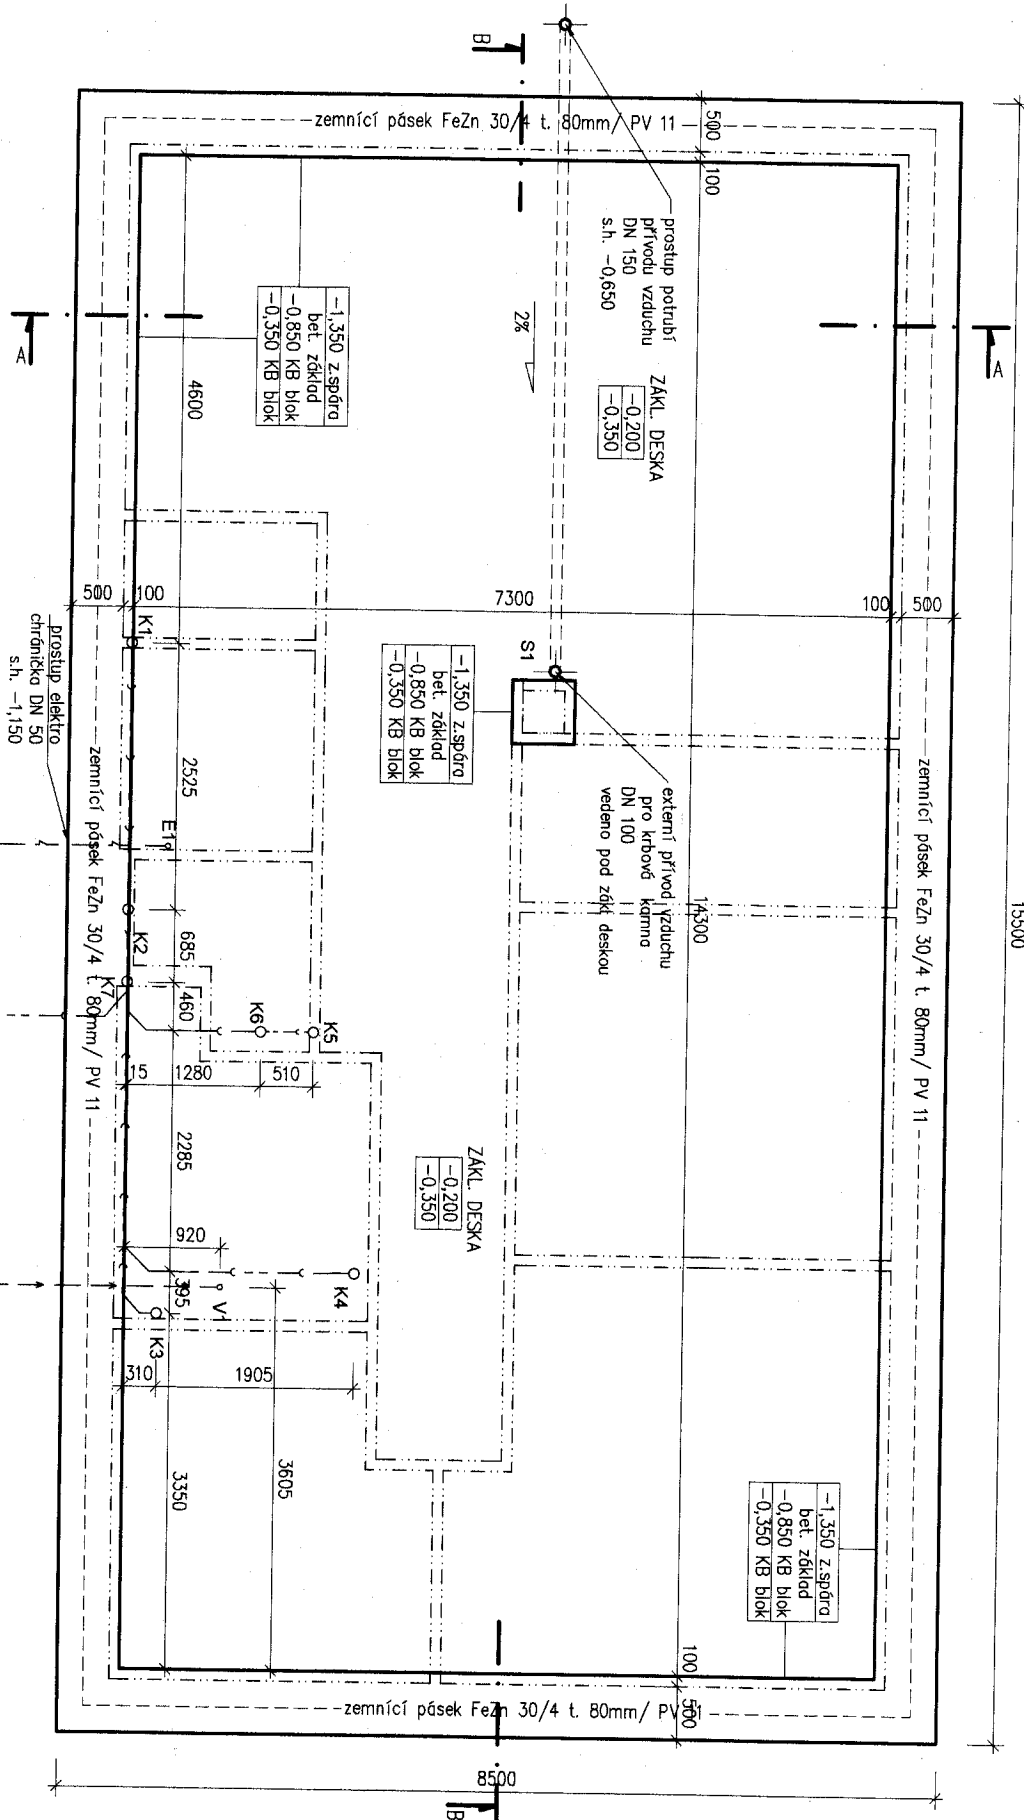 B
zemnící pásek FeZn 30/4 t. 80mm/ PV 11
500
100
15500
prostup potrubí
přívodu vzduchu
DN 150
s.h. -0,650
-1,350 z.spára
bet. základ
-0,850 KB blok
-0,350 KB blok
A
A
2%
4600
ZÁKL. DESKA
-0,200
-0,350
500
100
7300
100
500
K1
S1
prostup elektro
chránička DN 50
s.h. -1,150
-1,350 z.spára
bet. základ
-0,850 KB blok
-0,350 KB blok
zemnící pásek FeZn 30/4 t. 80mm/ PV 11
2525
externí přívod vzduchu
pro krbová kamna
DN 100
vedeno pod zákl deskou
zemnící pásek FeZn 30/4 t. 80mm/ PV 11
E1
14300
K2
685
K7
460
K6
K5
15
1280
510
2285
ZÁKL. DESKA
-0,200
-0,350
920
395
V1
K4
K3
310
1905
3350
3605
-1,350 z.spára
bet. základ
-0,850 KB blok
-0,350 KB blok
100
500
zemnící pásek FeZn 30/4 t. 80mm/ PV 11
8500
B